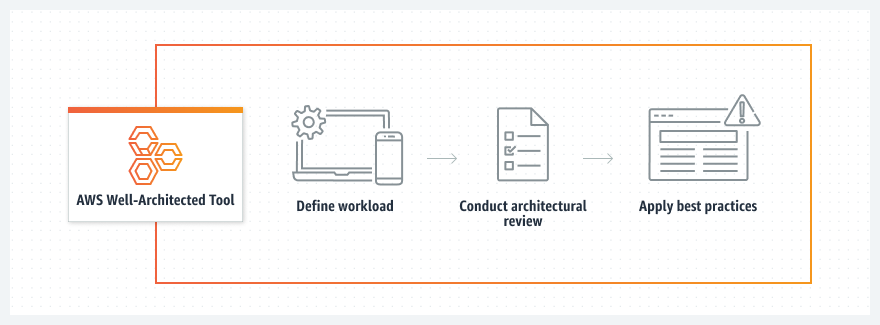 AWS Well-Architected Tool
Define workload
Conduct architectural
review
Apply best practices